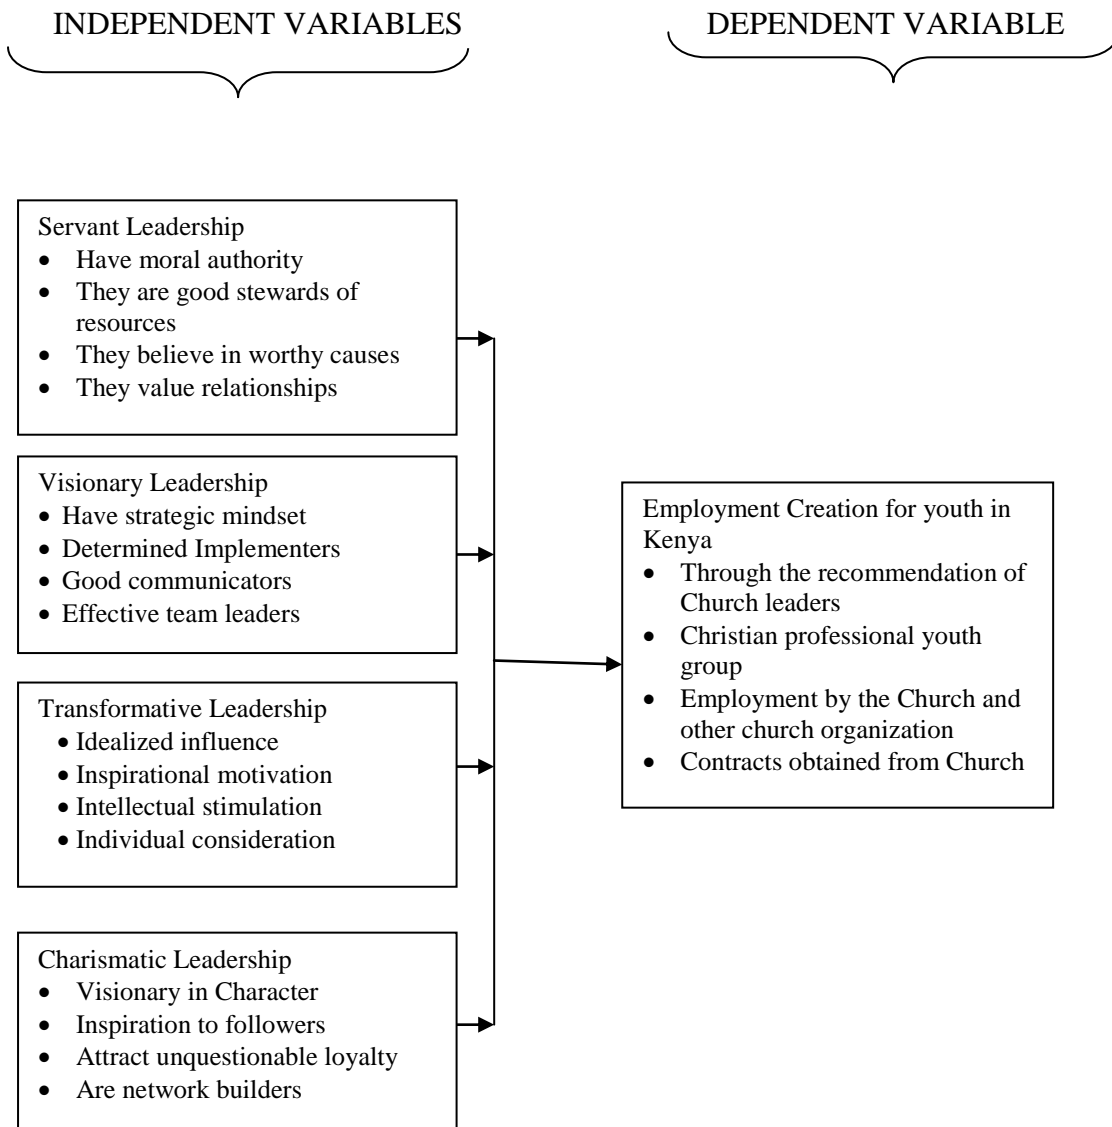 INDEPENDENT VARIABLES
DEPENDENT VARIABLE
Servant Leadership
• Have moral authority
• They are good stewards of
resources
• They believe in worthy causes
• They value relationships
Visionary Leadership
• Have strategic mindset
• Determined Implementers
• Good communicators
• Effective team leaders
Transformative Leadership
• Idealized influence
• Inspirational motivation
• Intellectual stimulation
• Individual consideration
Charismatic Leadership
• Visionary in Character
• Inspiration to followers
• Attract unquestionable loyalty
• Are network builders
Employment Creation for youth in
Kenya
• Through the recommendation of
Church leaders
• Christian professional youth
group
• Employment by the Church and
other church organization
• Contracts obtained from Church